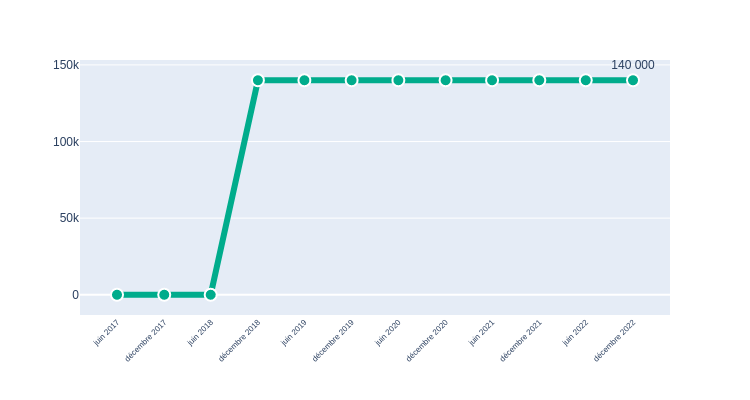 150k
140 000
100k
50k
0
juin 2017
décembre 2017
juin 2018
décembre 2018
juin 2019
décembre 2019
juin 2020
décembre 2020
juin 2021
décembre 2021
juin 2022
décembre 2022